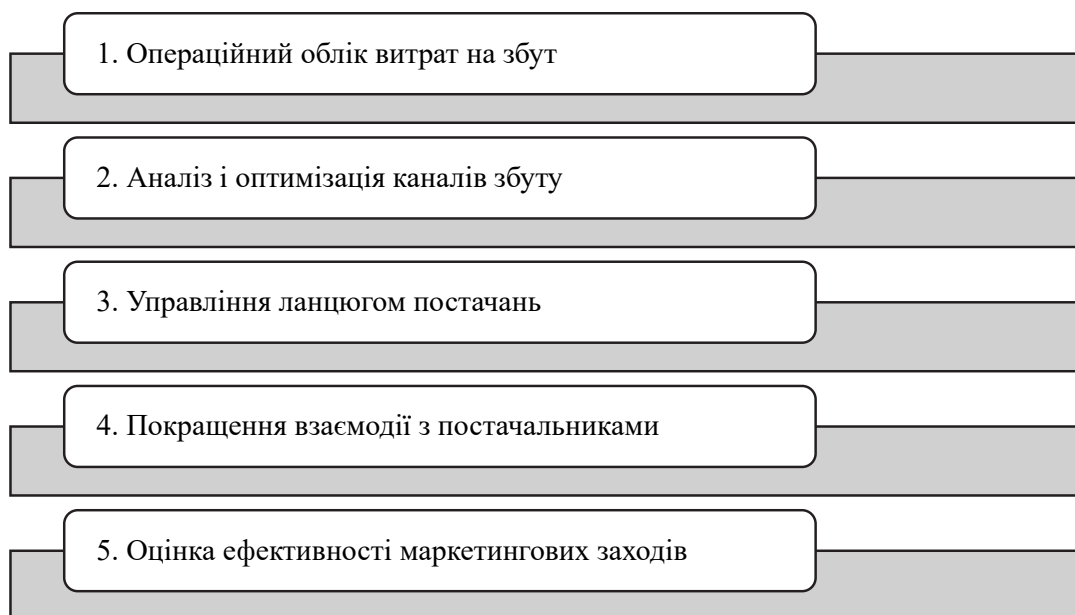 1. Операційний облік витрат на збут
2. Аналіз і оптимізація каналів збуту
3. Управління ланцюгом постачань
4. Покращення взаємодії з постачальниками
5. Оцінка ефективності маркетингових заходів